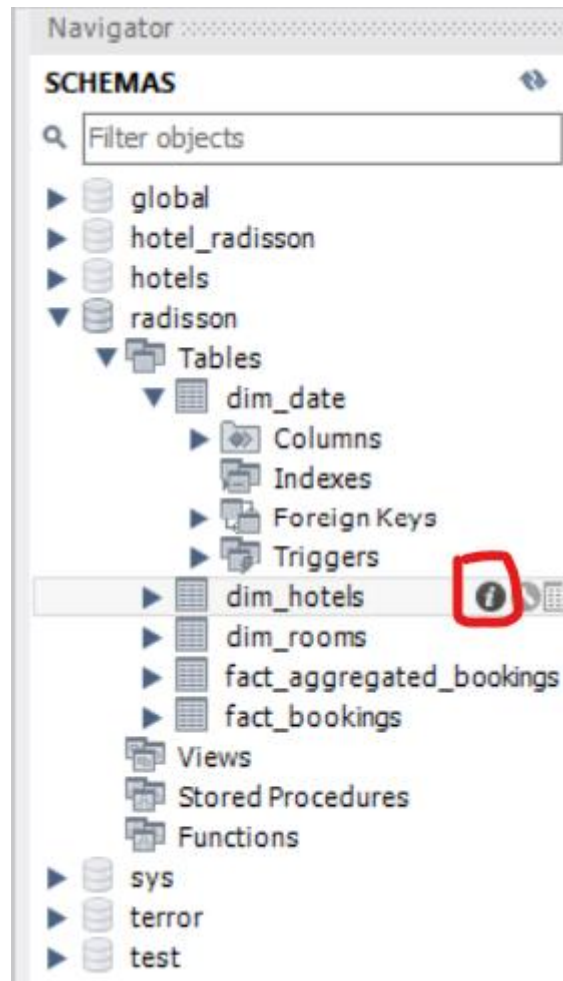 Navigator
SCHEMAS
Filter objects
global
hotel_radisson
hotels
radisson
Tables
dim_date
Columns
Indexes
Foreign Keys
Triggers
dim_hotels
dim_rooms
fact_aggregated_bookings
fact_bookings
Views
Stored Procedures
Functions
sys
terror
test